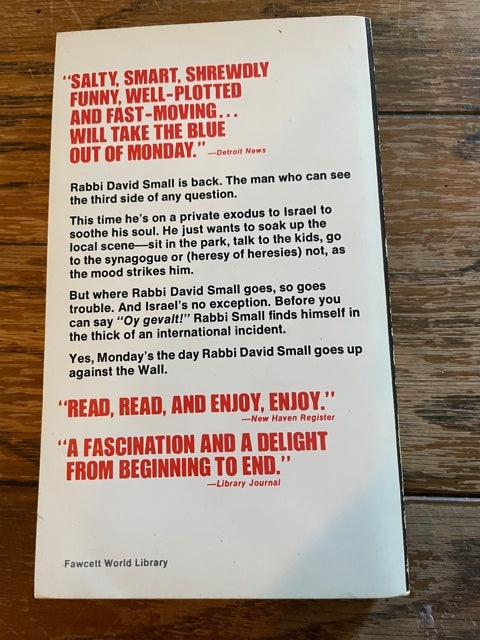 “SALTY, SMART, SHREWDLY
FUNNY, WELL-PLOTTED
AND FAST-MOVING...
WILL TAKE THE BLUE
OUT OF MONDAY.” —Detroit News
Rabbi David Small is back. The man who can see
the third side of any question.
This time he's on a private exodus to Israel to
soothe his soul. He just wants to soak up the
local scene—sit in the park, talk to the kids, go
to the synagogue or (heresy of heresies) not, as
the mood strikes him.
But where Rabbi David Small goes, so goes
trouble. And Israel's no exception. Before you
can say “Oy gevalt!” Rabbi Small finds himself in
the thick of an international incident.
Yes, Monday's the day Rabbi David Small goes up
against the Wall.
“READ, READ, AND ENJOY, ENJOY.”
—New Haven Register
“A FASCINATION AND A DELIGHT
FROM BEGINNING TO END.”
—Library Journal
Fawcett World Library